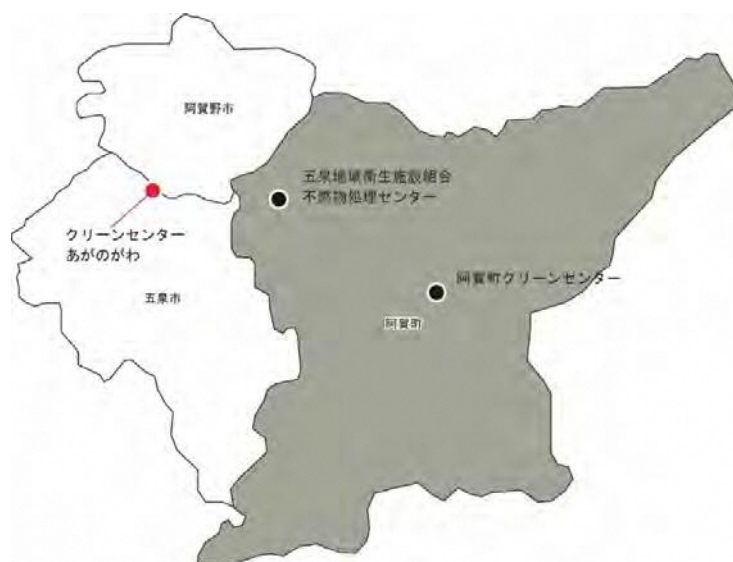 阿賀野市
五泉地域衛生施設組合
不燃物処理センター
クリーンセンター
あがのがわ
阿賀町クリーンセンター
五泉市
阿賀町